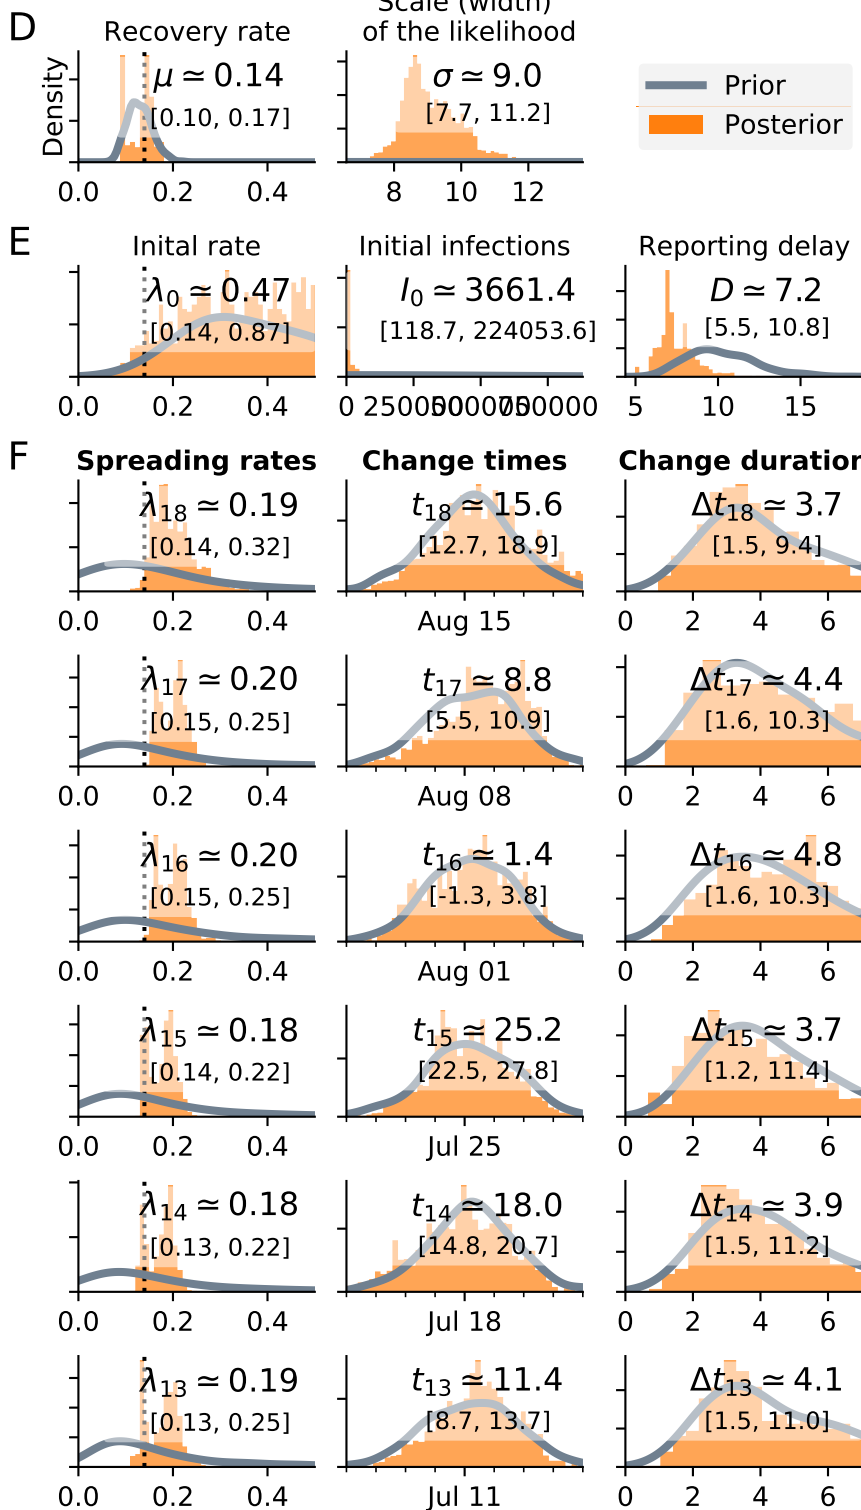 D
Scale (width)
Recovery rate
of the likelihood
Density
μ ≃ 0.14
[0.10, 0.17]
σ ≃ 9.0
[7.7, 11.2]
Prior
Posterior
0.0 0.2 0.4
8 10 12
E
Inital rate
Initial infections
Reporting delay
λ0 ≃ 0.47
[0.14, 0.87]
I0 ≃ 3661.4
[118.7, 224053.6]
D ≃ 7.2
[5.5, 10.8]
0.0 0.2 0.4
0 250000 500000 750000
5 10 15
F
Spreading rates
Change times
Change duration
λ18 ≃ 0.19
[0.14, 0.32]
t18 ≃ 15.6
[12.7, 18.9]
Δt18 ≃ 3.7
[1.5, 9.4]
0.0 0.2 0.4
Aug 15
0 2 4 6
λ17 ≃ 0.20
[0.15, 0.25]
t17 ≃ 8.8
[5.5, 10.9]
Δt17 ≃ 4.4
[1.6, 10.3]
0.0 0.2 0.4
Aug 08
0 2 4 6
λ16 ≃ 0.20
[0.15, 0.25]
t16 ≃ 1.4
[-1.3, 3.8]
Δt16 ≃ 4.8
[1.6, 10.3]
0.0 0.2 0.4
Aug 01
0 2 4 6
λ15 ≃ 0.18
[0.14, 0.22]
t15 ≃ 25.2
[22.5, 27.8]
Δt15 ≃ 3.7
[1.2, 11.4]
0.0 0.2 0.4
Jul 25
0 2 4 6
λ14 ≃ 0.18
[0.13, 0.22]
t14 ≃ 18.0
[14.8, 20.7]
Δt14 ≃ 3.9
[1.5, 11.2]
0.0 0.2 0.4
Jul 18
0 2 4 6
λ13 ≃ 0.19
[0.13, 0.25]
t13 ≃ 11.4
[8.7, 13.7]
Δt13 ≃ 4.1
[1.5, 11.0]
0.0 0.2 0.4
Jul 11
0 2 4 6